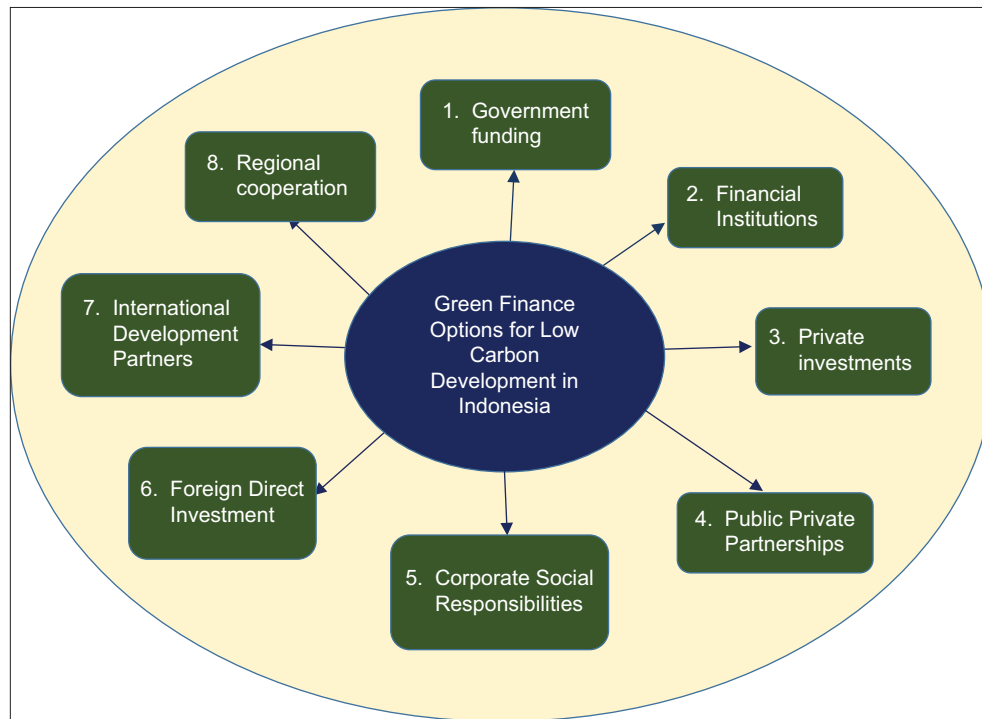 1. Government
funding
8. Regional
cooperation
2. Financial
Institutions
7. International
Development
Partners
Green Finance
Options for Low
Carbon
Development in
Indonesia
3. Private
investments
6. Foreign Direct
Investment
4. Public Private
Partnerships
5. Corporate Social
Responsibilities